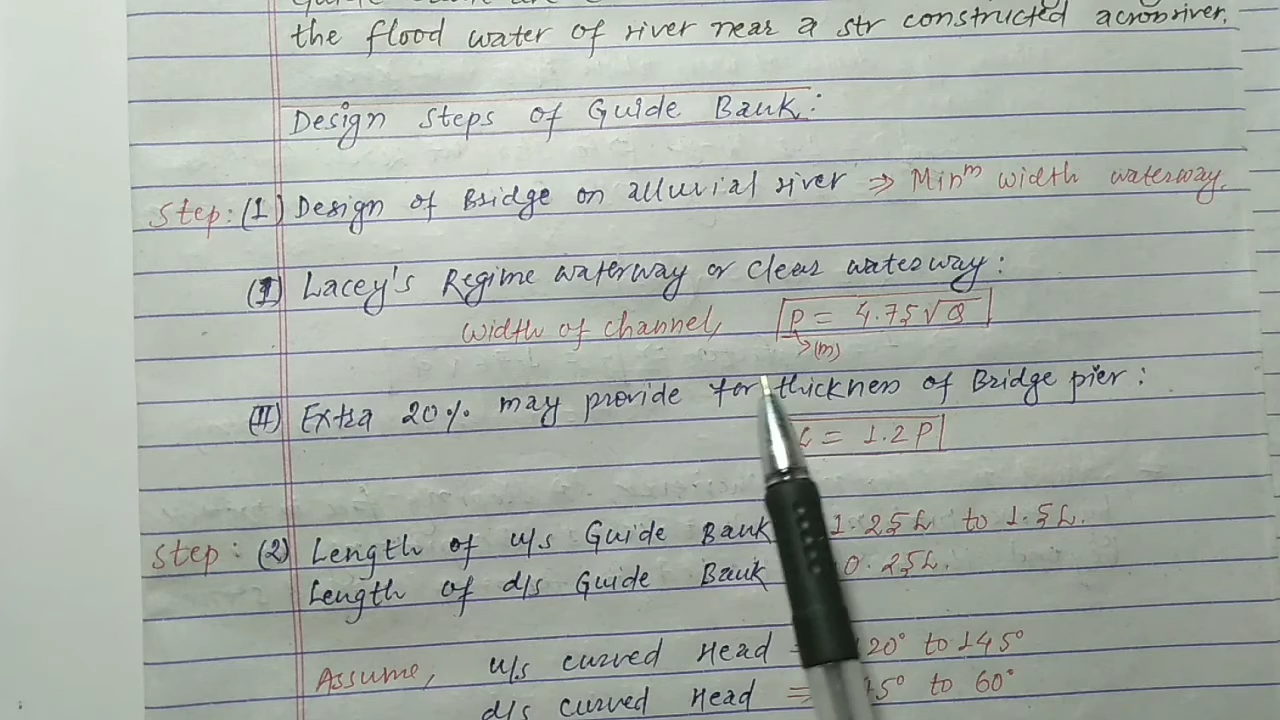 the flood water of river near a str constructed across river.
Design Steps of Guide Bank:
Step: (1) Design of Bridge on alluvial river ⇒ Minᵐ width waterway.
(I) Lacey's Regime waterway or clear waterway:
width of channel, P = 4.75√Q
→(m)
(II) Extra 20% may provide for thickness of Bridge pier:
L = 1.2P
Step: (2) Length of u/s Guide Bank 1.25L to 1.5L.
Length of d/s Guide Bank 0.25L.
Assume, u/s curved Head = 20° to 145°
d/s curved Head ⇒ 5° to 60°